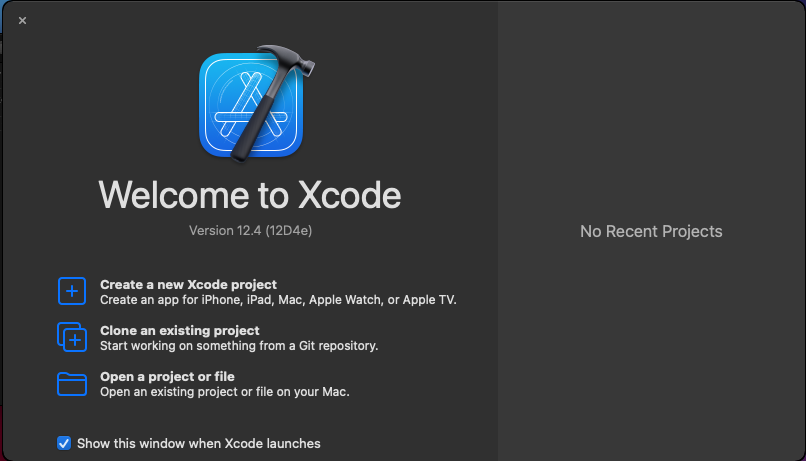 Welcome to Xcode
Version 12.4 (12D4e)
Create a new Xcode project
Create an app for iPhone, iPad, Mac, Apple Watch, or Apple TV.
Clone an existing project
Start working on something from a Git repository.
Open a project or file
Open an existing project or file on your Mac.
Show this window when Xcode launches
No Recent Projects